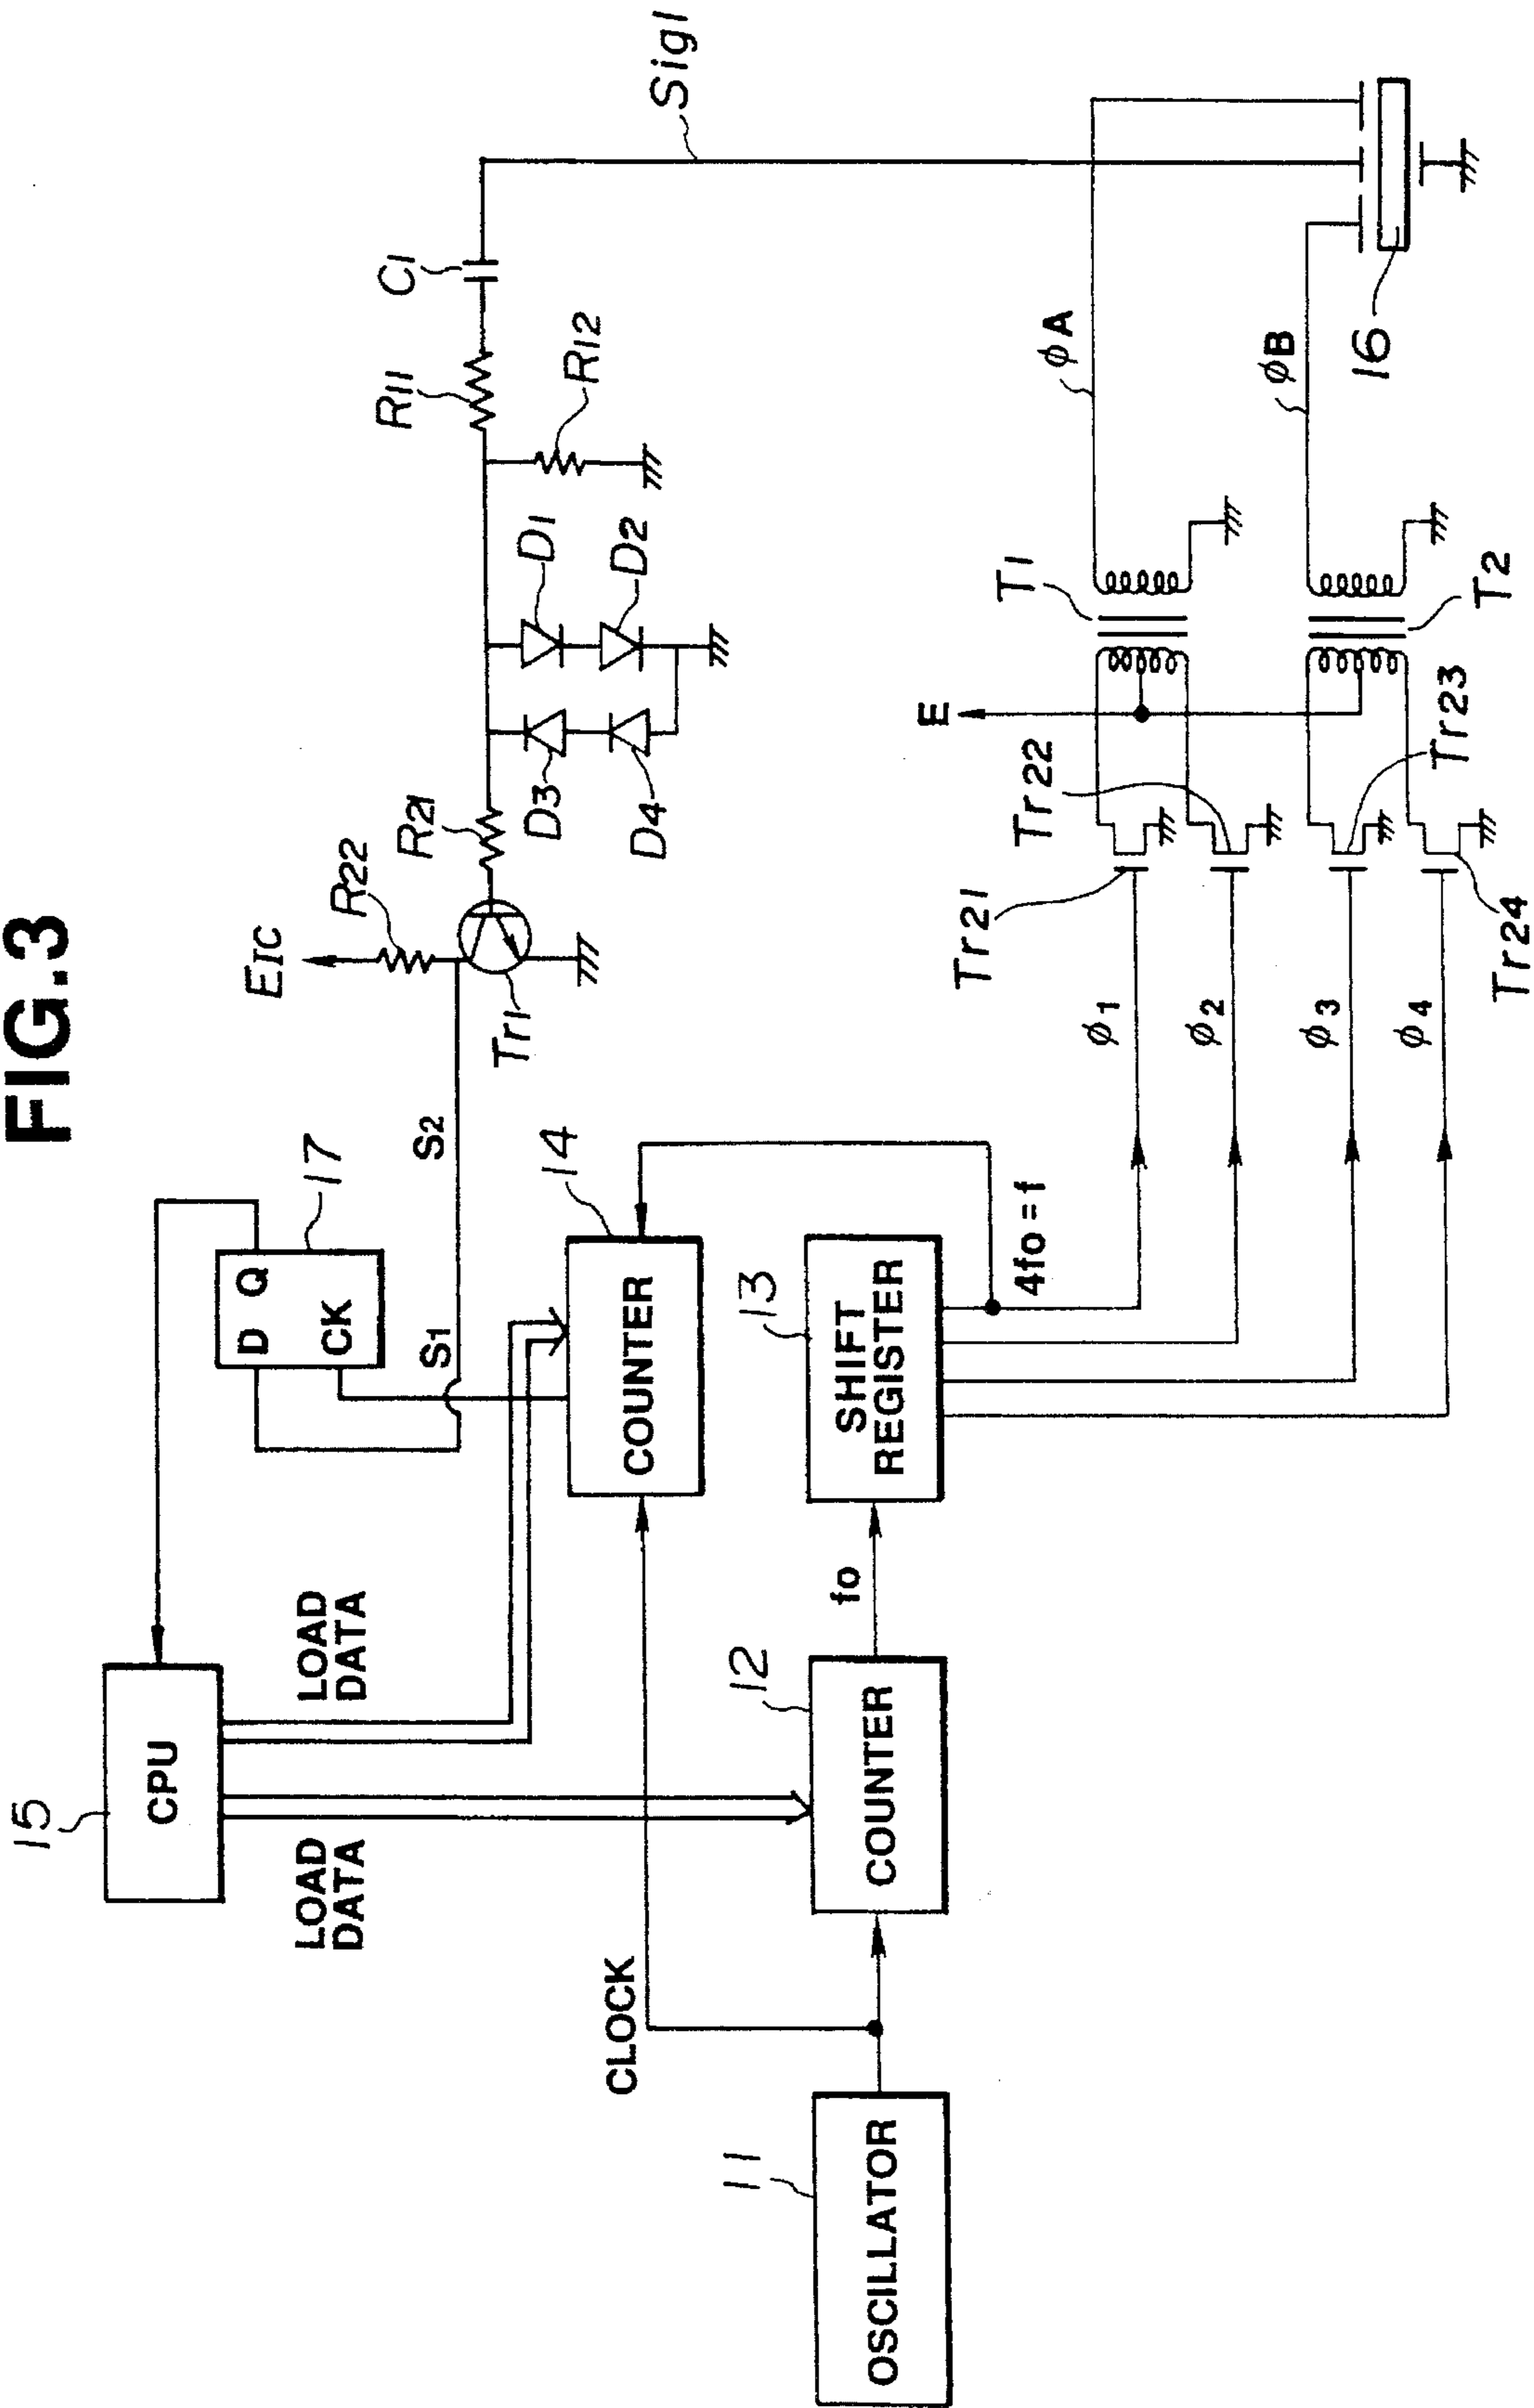 FIG.3
15
CPU
LOAD
DATA
LOAD
DATA
17
D Q
CK
S1
S2
EIC
R22
R21
Tr1
D3
D4
D1
D2
R11
R12
C1
Sig1
CLOCK
14
COUNTER
11
OSCILLATOR
12
COUNTER
fo
13
SHIFT
REGISTER
4fo=f
φ1
φ2
φ3
φ4
Tr21
Tr22
Tr23
Tr24
E
T1
T2
φA
φB
16